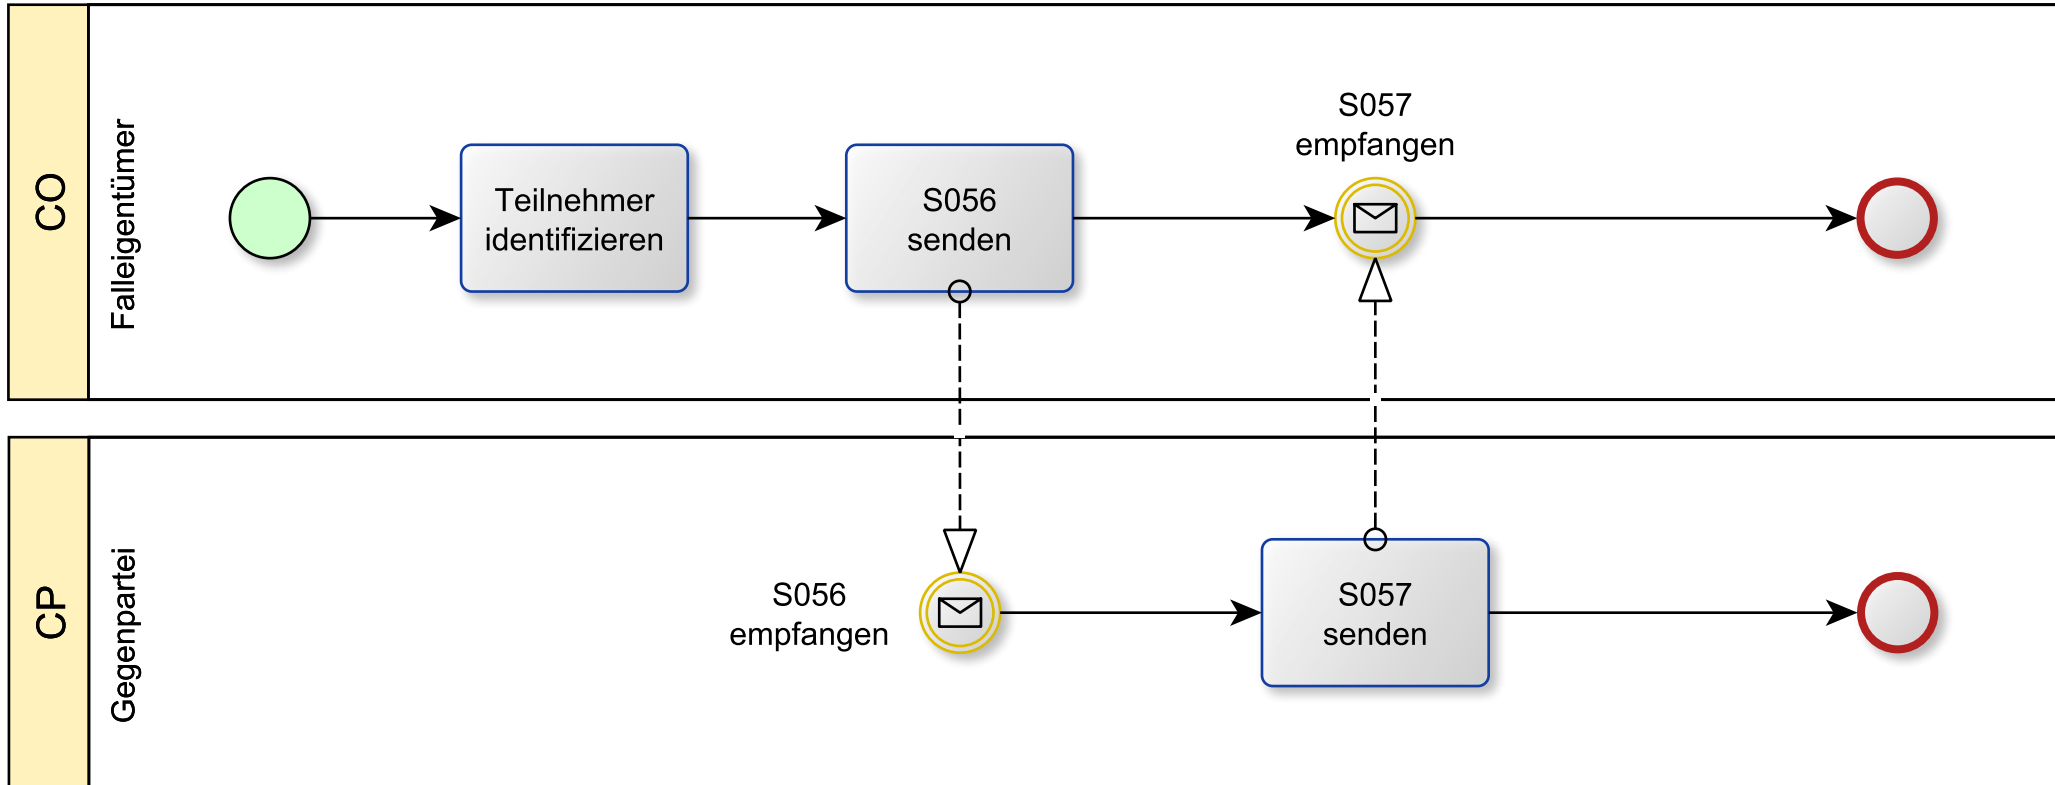 CO
Falleigentümer
Teilnehmer
identifizieren
S056
senden
S057
empfangen
CP
Gegenpartei
S056
empfangen
S057
senden